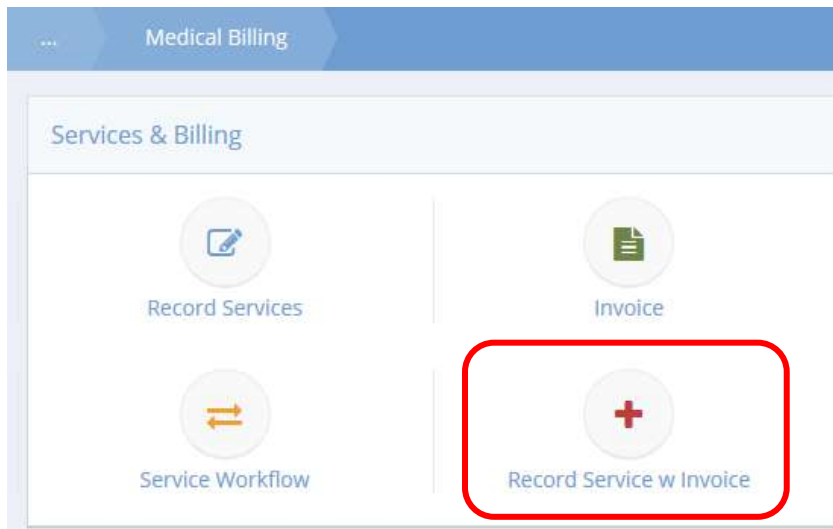 ... Medical Billing
Services & Billing
Record Services
Invoice
Service Workflow
Record Service w Invoice